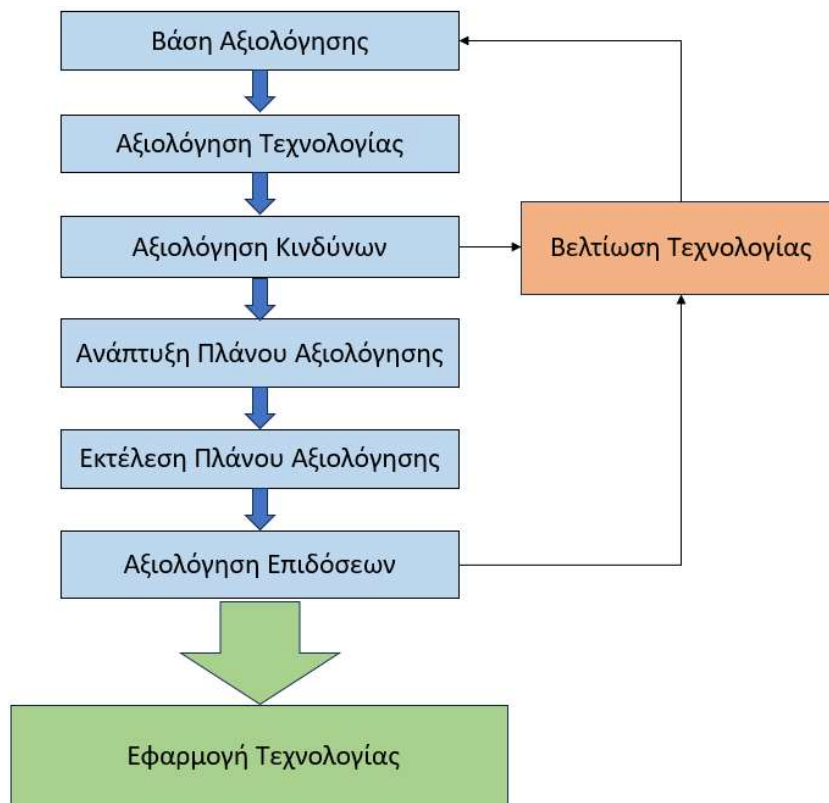 Βάση Αξιολόγησης
Αξιολόγηση Τεχνολογίας
Αξιολόγηση Κινδύνων
Βελτίωση Τεχνολογίας
Ανάπτυξη Πλάνου Αξιολόγησης
Εκτέλεση Πλάνου Αξιολόγησης
Αξιολόγηση Επιδόσεων
Εφαρμογή Τεχνολογίας